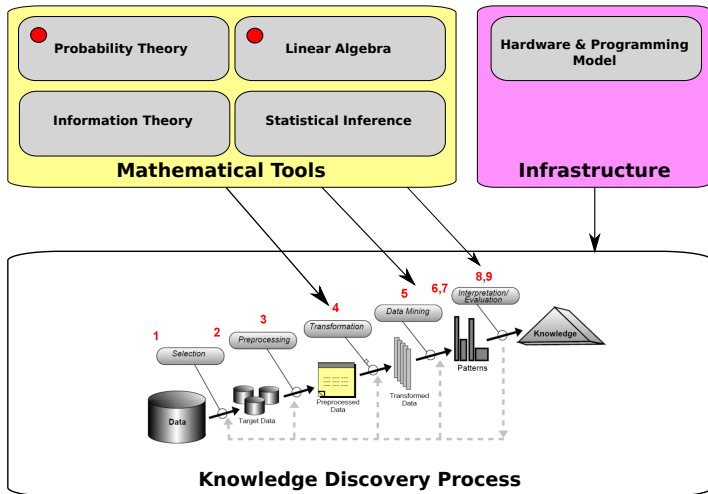 Probability Theory
Linear Algebra
Information Theory
Statistical Inference
Mathematical Tools
Hardware & Programming
Model
Infrastructure
1
2
3
4
5
6,7
8,9
Selection
Preprocessing
Transformation
Data Mining
Interpretation/
Evaluation
Data
Target Data
Preprocessed
Data
Transformed
Data
Patterns
Knowledge
Knowledge Discovery Process